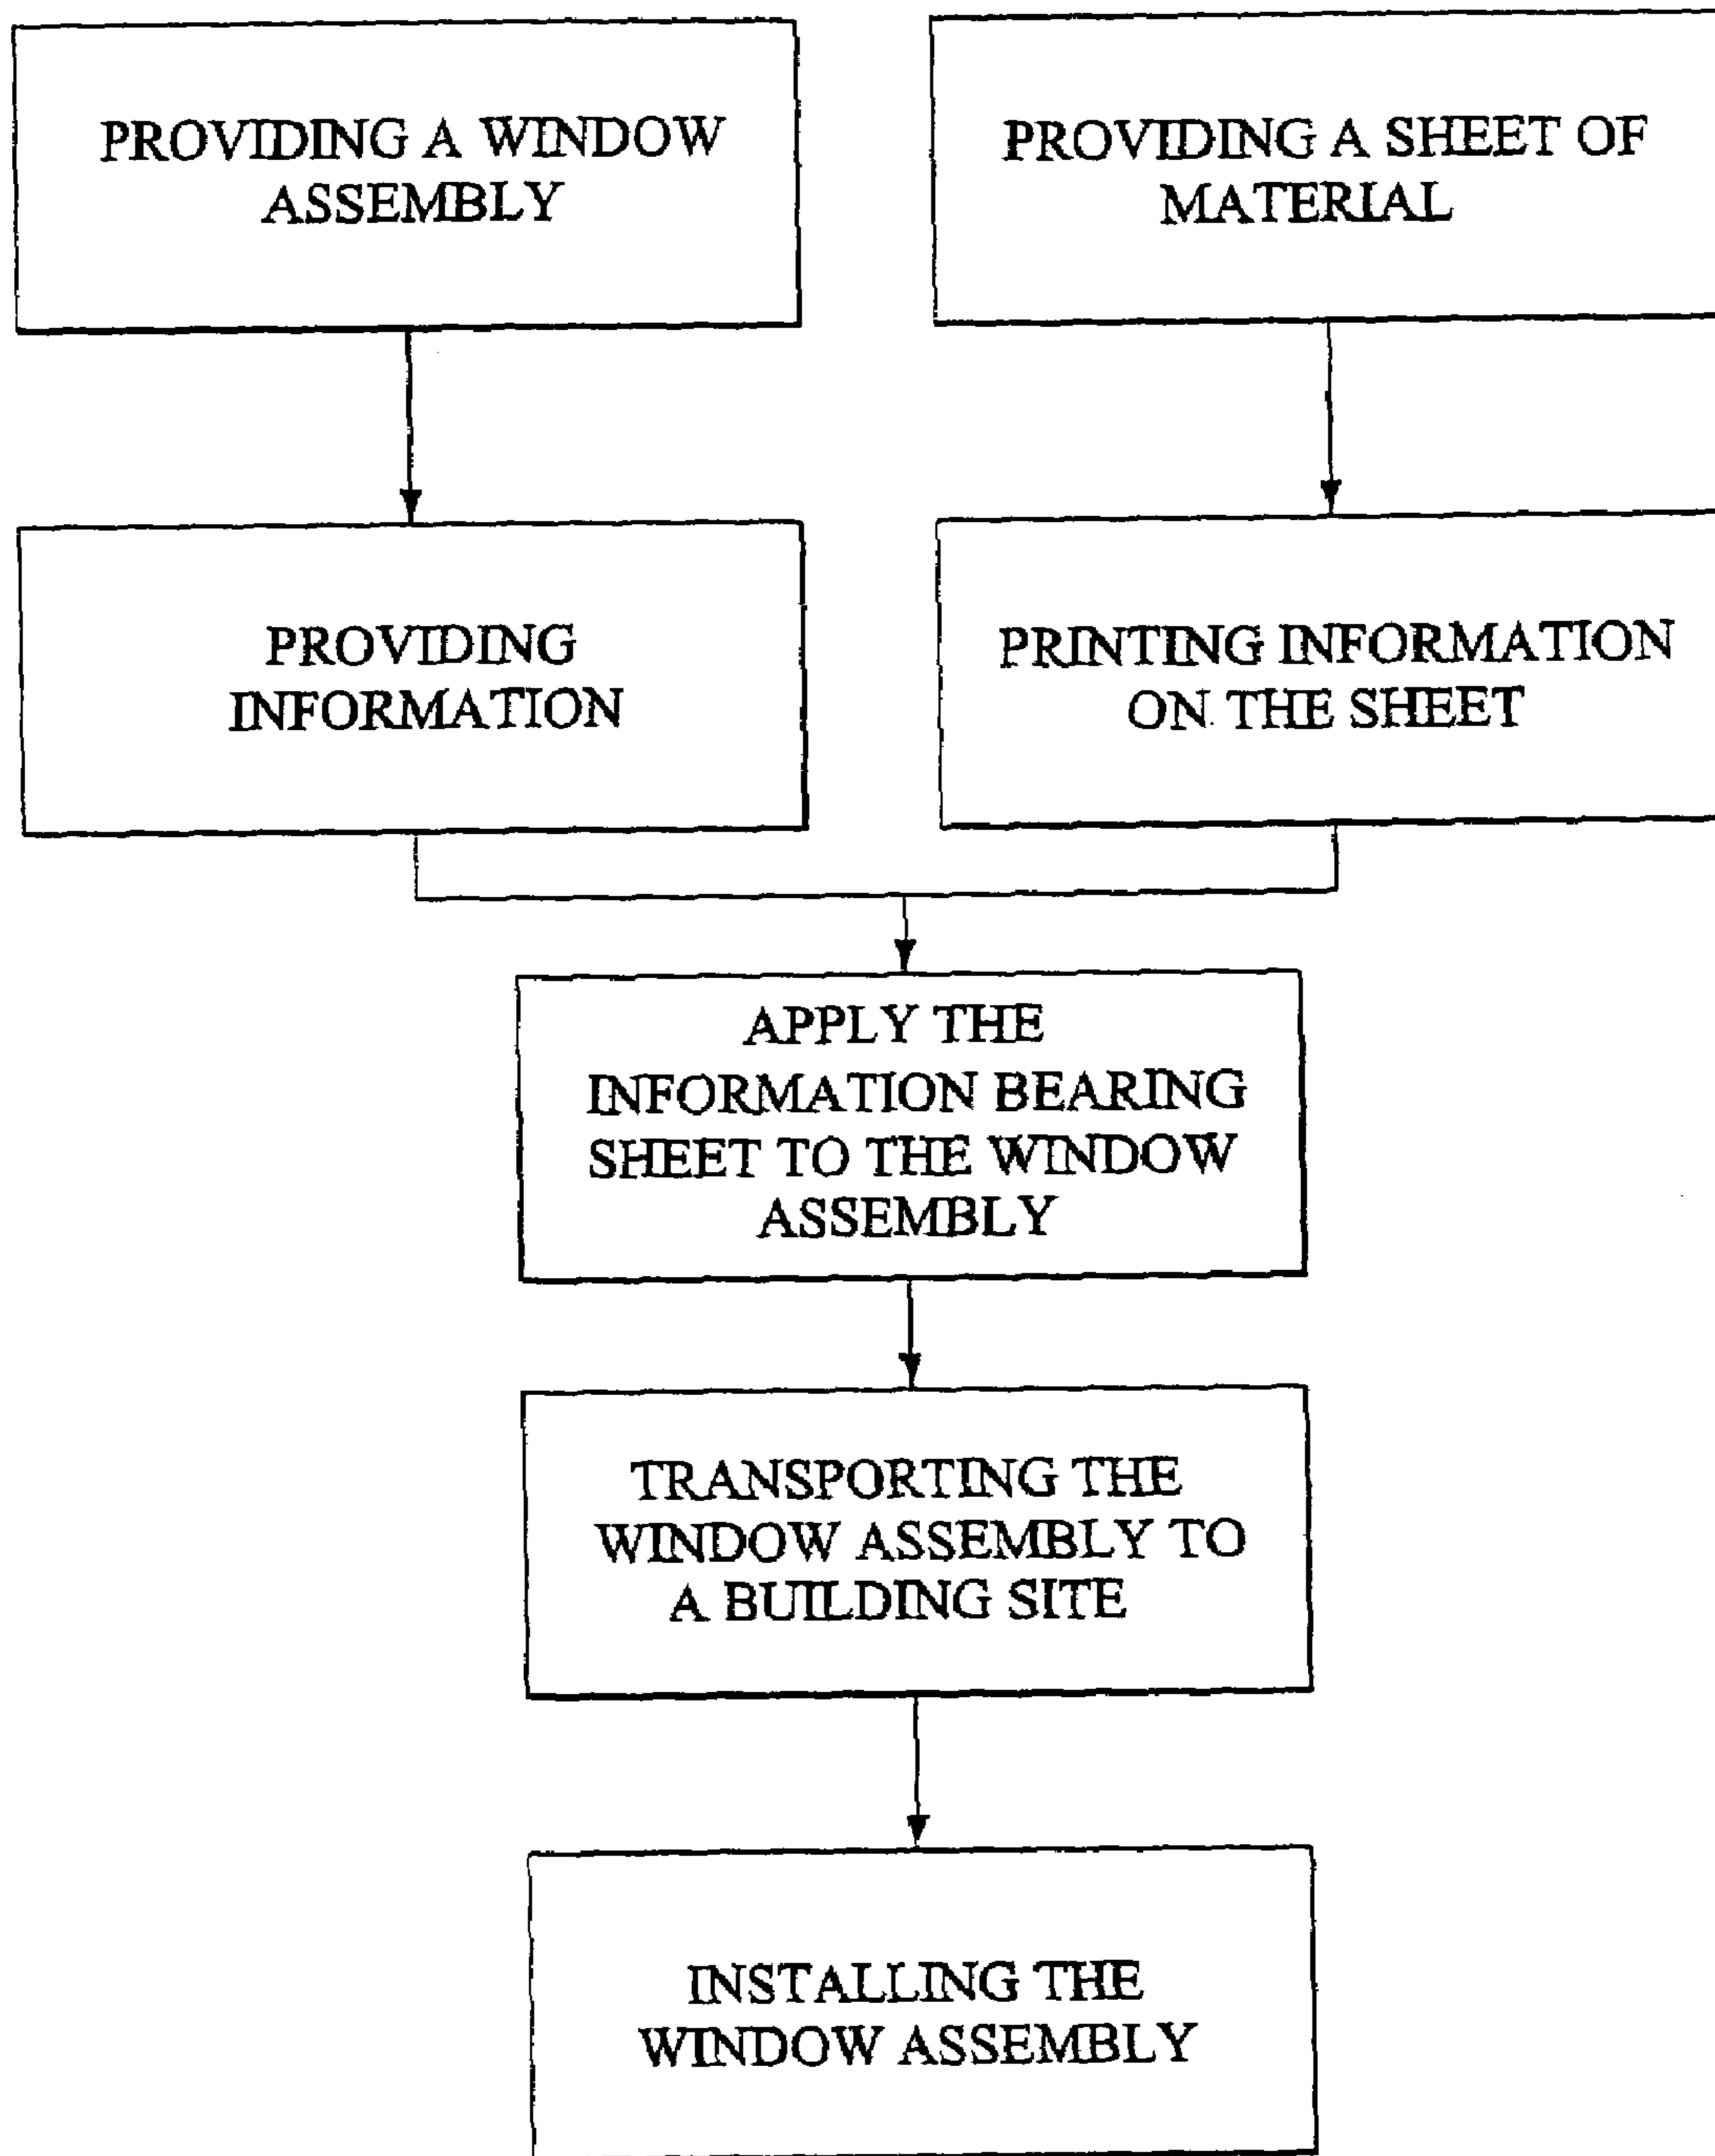 PROVIDING A WINDOW
ASSEMBLY
PROVIDING A SHEET OF
MATERIAL
PROVIDING
INFORMATION
PRINTING INFORMATION
ON THE SHEET
APPLY THE
INFORMATION BEARING
SHEET TO THE WINDOW
ASSEMBLY
TRANSPORTING THE
WINDOW ASSEMBLY TO
A BUILDING SITE
INSTALLING THE
WINDOW ASSEMBLY